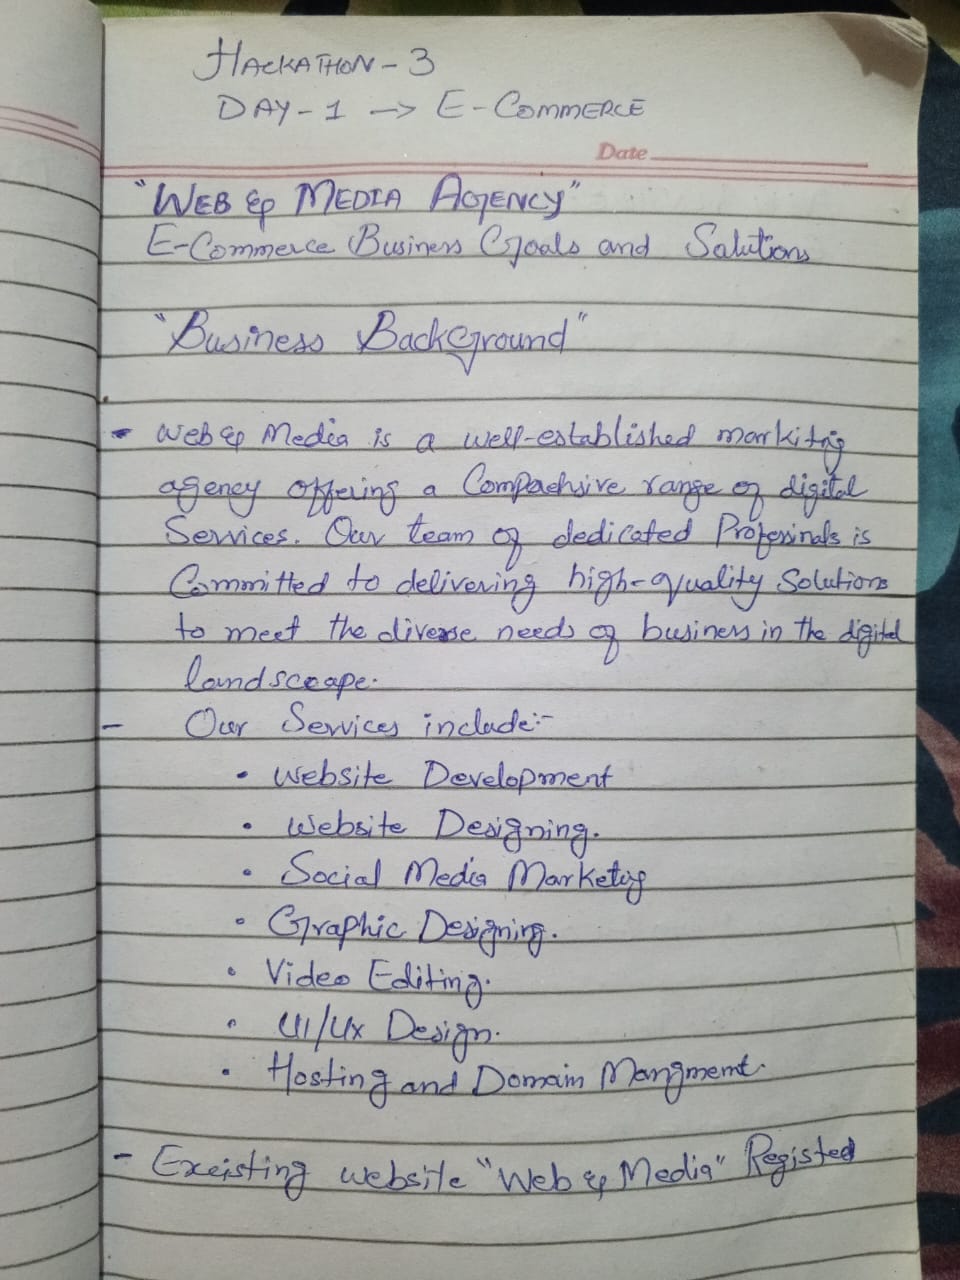 HACKATHON - 3
DAY - 1 → E-COMMERCE
Date
"WEB & MEDIA AGENCY"
E-Commerce Business Goals and Solutions
"Business Background"
- Web & Media is a well-established markiting
agency offering a Compaehsive range of digital
Services. Our team of dedicated Professinals is
Committed to delivering high-quality Solutions
to meet the diverse needs of business in the digital
landsceape.
- Our Services include:-
• Website Development
• Website Designing.
• Social Media Marketing
• Graphic Designing.
• Video Editing.
• UI/UX Design.
• Hosting and Domain Mangment.
- Exeisting website "Web & Media" Registed